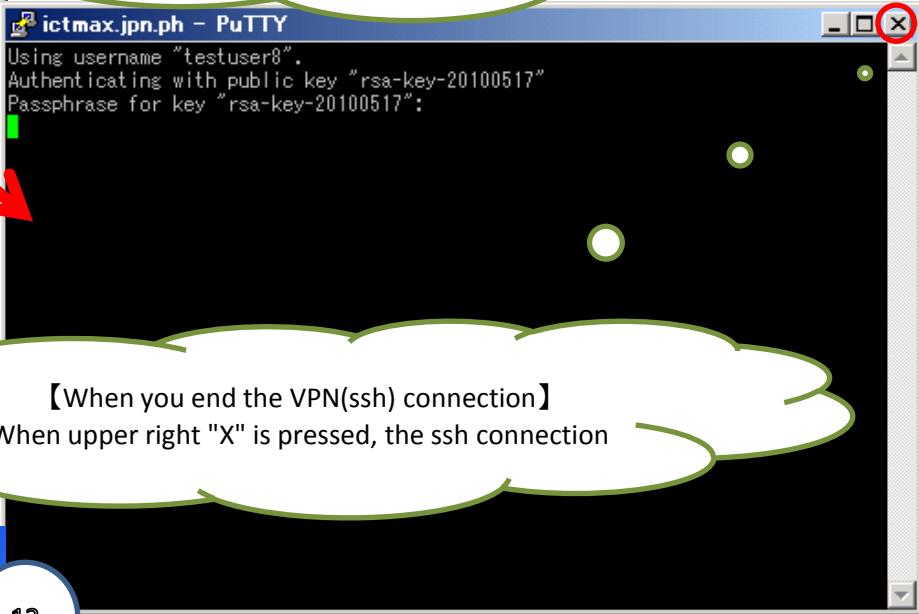 ictmax.jpn.ph - PuTTY
Using username "testuser8".
Authenticating with public key "rsa-key-20100517"
Passphrase for key "rsa-key-20100517":
【When you end the VPN(ssh) connection】
When upper right "X" is pressed, the ssh connection